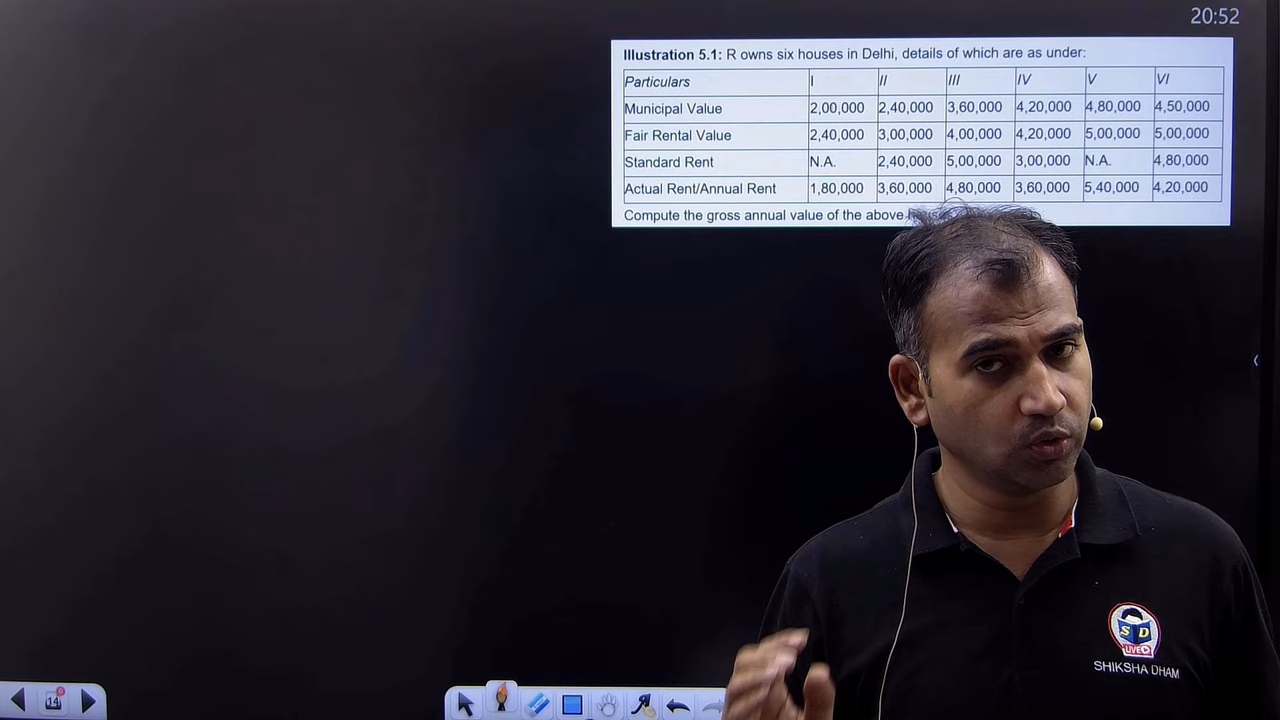 20:52
Illustration 5.1: R owns six houses in Delhi, details of which are as under:
Particulars I II III IV V VI
Municipal Value 2,00,000 2,40,000 3,60,000 4,20,000 4,80,000 4,50,000
Fair Rental Value 2,40,000 3,00,000 4,00,000 4,20,000 5,00,000 5,00,000
Standard Rent N.A. 2,40,000 5,00,000 3,00,000 N.A. 4,80,000
Actual Rent/Annual Rent 1,80,000 3,60,000 4,80,000 3,60,000 5,40,000 4,20,000
Compute the gross annual value of the above
SD
LIVE
SHIKSHA DHAM